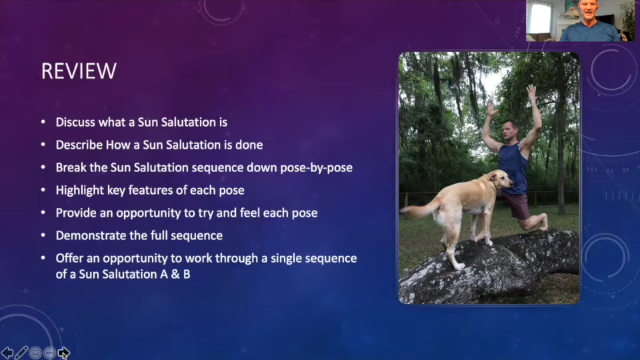 REVIEW
• Discuss what a Sun Salutation is
• Describe How a Sun Salutation is done
• Break the Sun Salutation sequence down pose-by-pose
• Highlight key features of each pose
• Provide an opportunity to try and feel each pose
• Demonstrate the full sequence
• Offer an opportunity to work through a single sequence
of a Sun Salutation A & B